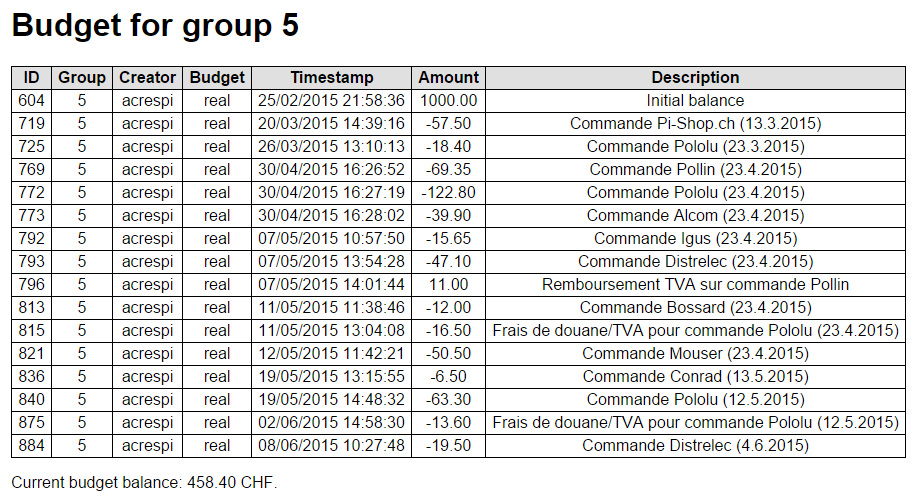 Budget for group 5
ID Group Creator Budget Timestamp Amount Description
604 5 acrespi real 25/02/2015 21:58:36 1000.00 Initial balance
719 5 acrespi real 20/03/2015 14:39:16 -57.50 Commande Pi-Shop.ch (13.3.2015)
725 5 acrespi real 26/03/2015 13:10:13 -18.40 Commande Pololu (23.3.2015)
769 5 acrespi real 30/04/2015 16:26:52 -69.35 Commande Pollin (23.4.2015)
772 5 acrespi real 30/04/2015 16:27:19 -122.80 Commande Pololu (23.4.2015)
773 5 acrespi real 30/04/2015 16:28:02 -39.90 Commande Alcom (23.4.2015)
792 5 acrespi real 07/05/2015 10:57:50 -15.65 Commande Igus (23.4.2015)
793 5 acrespi real 07/05/2015 13:54:28 -47.10 Commande Distrelec (23.4.2015)
796 5 acrespi real 07/05/2015 14:01:44 11.00 Remboursement TVA sur commande Pollin
813 5 acrespi real 11/05/2015 11:38:46 -12.00 Commande Bossard (23.4.2015)
815 5 acrespi real 11/05/2015 13:04:08 -16.50 Frais de douane/TVA pour commande Pololu (23.4.2015)
821 5 acrespi real 12/05/2015 11:42:21 -50.50 Commande Mouser (23.4.2015)
836 5 acrespi real 19/05/2015 13:15:55 -6.50 Commande Conrad (13.5.2015)
840 5 acrespi real 19/05/2015 14:48:32 -63.30 Commande Pololu (12.5.2015)
875 5 acrespi real 02/06/2015 14:58:30 -13.60 Frais de douane/TVA pour commande Pololu (12.5.2015)
884 5 acrespi real 08/06/2015 10:27:48 -19.50 Commande Distrelec (4.6.2015)
Current budget balance: 458.40 CHF.